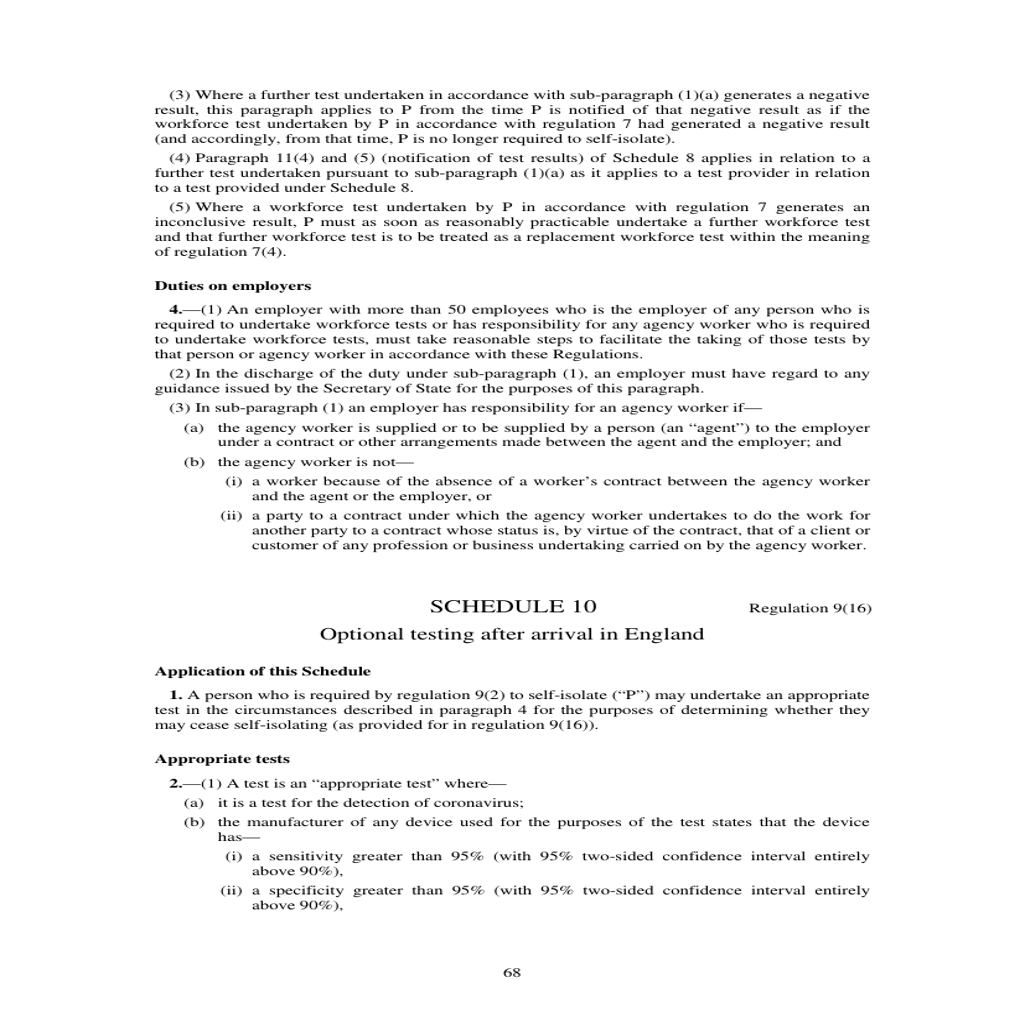 (3) Where a further test undertaken in accordance with sub-paragraph (1)(a) generates a negative
result, this paragraph applies to P from the time P is notified of that negative result as if the
workforce test undertaken by P in accordance with regulation 7 had generated a negative result
(and accordingly, from that time, P is no longer required to self-isolate).
(4) Paragraph 11(4) and (5) (notification of test results) of Schedule 8 applies in relation to a
further test undertaken pursuant to sub-paragraph (1)(a) as it applies to a test provider in relation
to a test provided under Schedule 8.
(5) Where a workforce test undertaken by P in accordance with regulation 7 generates an
inconclusive result, P must as soon as reasonably practicable undertake a further workforce test
and that further workforce test is to be treated as a replacement workforce test within the meaning
of regulation 7(4).
Duties on employers
4.—(1) An employer with more than 50 employees who is the employer of any person who is
required to undertake workforce tests or has responsibility for any agency worker who is required
to undertake workforce tests, must take reasonable steps to facilitate the taking of those tests by
that person or agency worker in accordance with these Regulations.
(2) In the discharge of the duty under sub-paragraph (1), an employer must have regard to any
guidance issued by the Secretary of State for the purposes of this paragraph.
(3) In sub-paragraph (1) an employer has responsibility for an agency worker if—
(a) the agency worker is supplied or to be supplied by a person (an “agent”) to the employer
under a contract or other arrangements made between the agent and the employer; and
(b) the agency worker is not—
(i) a worker because of the absence of a worker’s contract between the agency worker
and the agent or the employer, or
(ii) a party to a contract under which the agency worker undertakes to do the work for
another party to a contract whose status is, by virtue of the contract, that of a client or
customer of any profession or business undertaking carried on by the agency worker.
SCHEDULE 10 Regulation 9(16)
Optional testing after arrival in England
Application of this Schedule
1. A person who is required by regulation 9(2) to self-isolate (“P”) may undertake an appropriate
test in the circumstances described in paragraph 4 for the purposes of determining whether they
may cease self-isolating (as provided for in regulation 9(16)).
Appropriate tests
2.—(1) A test is an “appropriate test” where—
(a) it is a test for the detection of coronavirus;
(b) the manufacturer of any device used for the purposes of the test states that the device
has—
(i) a sensitivity greater than 95% (with 95% two-sided confidence interval entirely
above 90%),
(ii) a specificity greater than 95% (with 95% two-sided confidence interval entirely
above 90%),
68